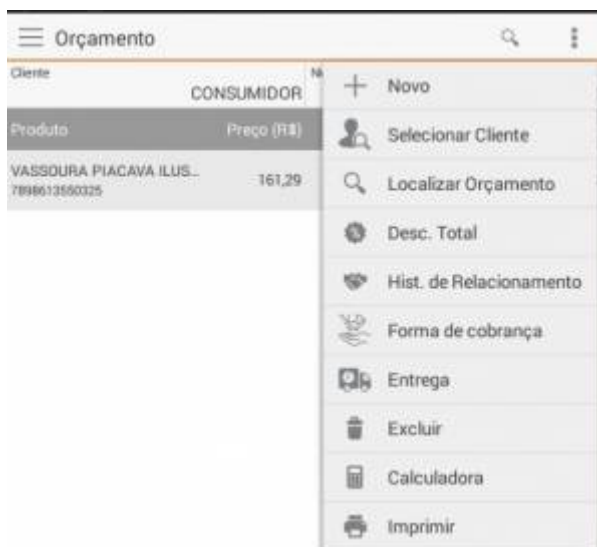 Orçamento
Cliente
CONSUMIDOR
Produto Preço (R$)
VASSOURA PIACAVA ILUS... 161,29
7898613550325
Novo
Selecionar Cliente
Localizar Orçamento
Desc. Total
Hist. de Relacionamento
Forma de cobrança
Entrega
Excluir
Calculadora
Imprimir